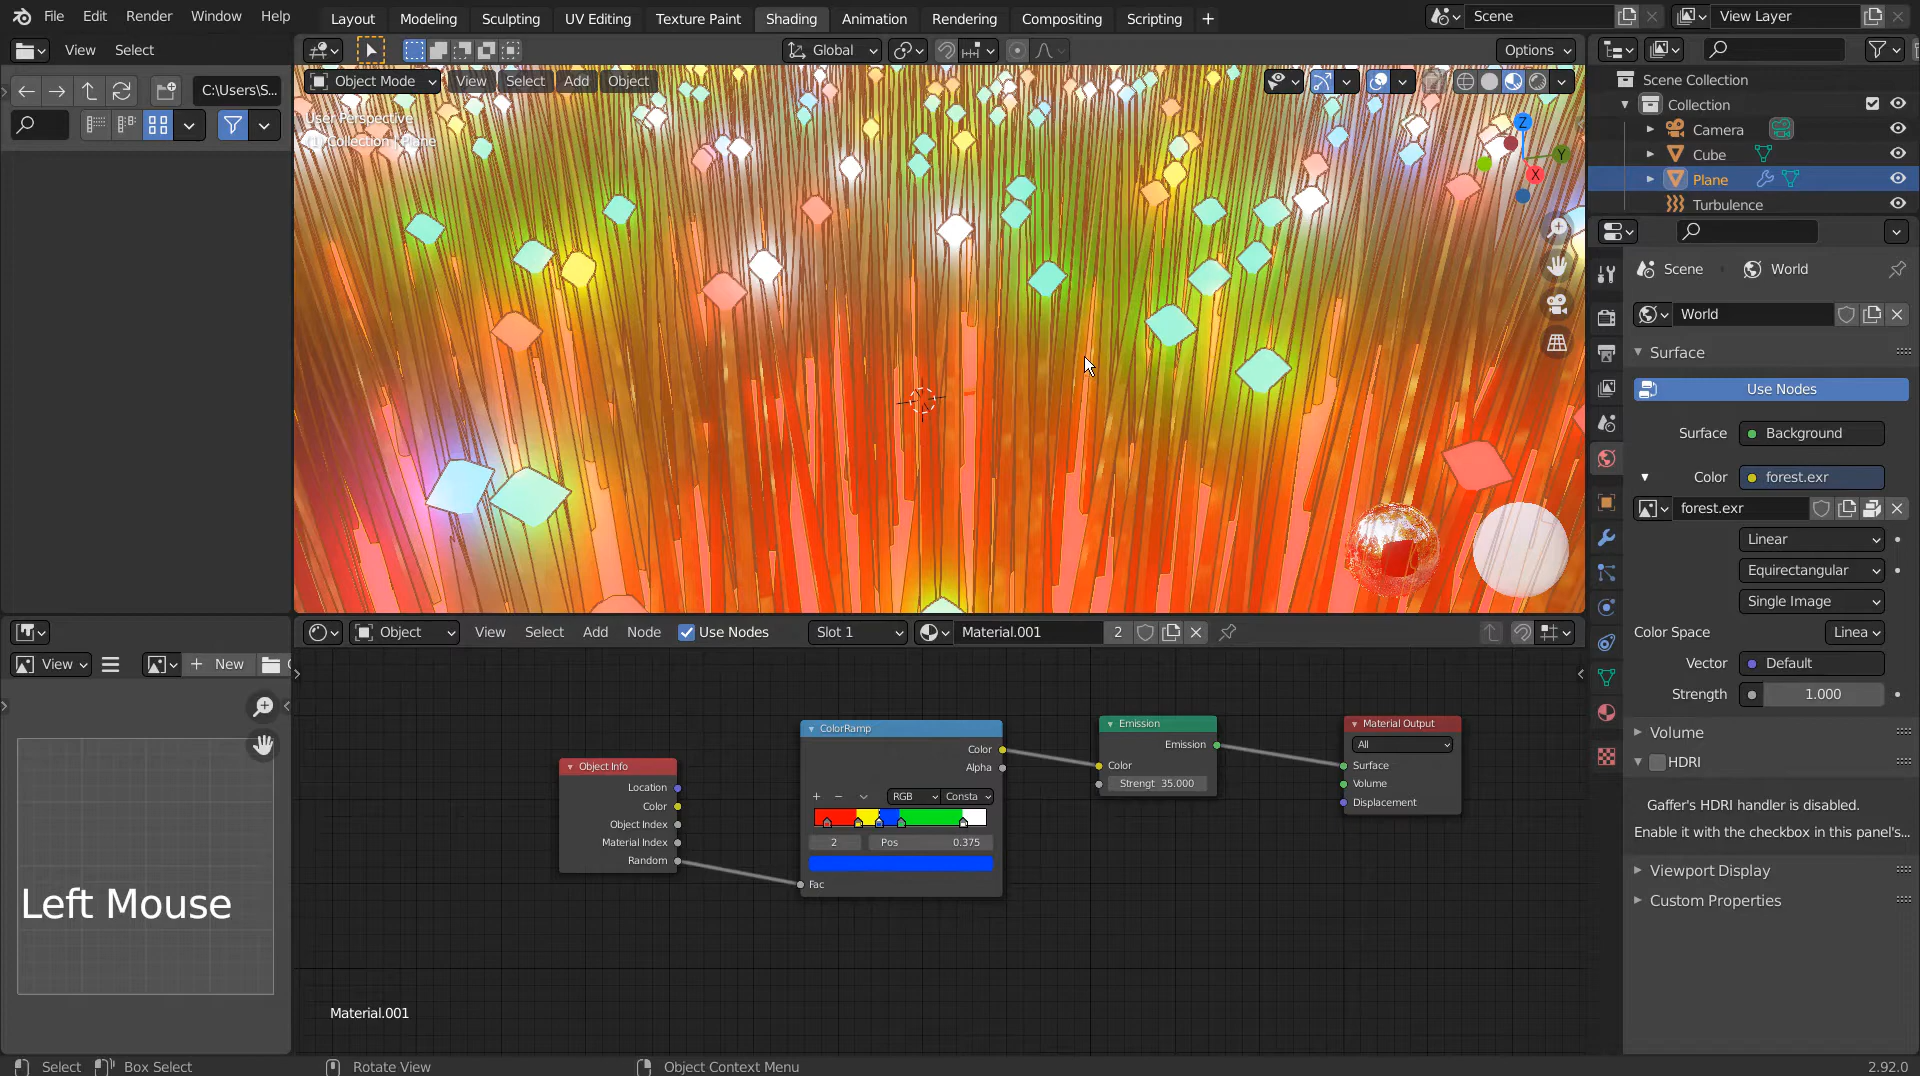 File Edit Render Window Help
Layout Modeling Sculpting UV Editing Texture Paint Shading Animation Rendering Compositing Scripting +
Scene
View Layer
View Select
Global
Options
C:\Users\S...
Object Mode View Select Add Object
User Perspective
(1) Collection | Plane
Z
Y
X
Scene Collection
Collection
Camera
Cube
Plane
Turbulence
Scene World
World
Surface
Use Nodes
Surface Background
Color forest.exr
forest.exr
Linear
Equirectangular
Single Image
Color Space Linea
Vector Default
Strength 1.000
Volume
HDRI
Gaffer's HDRI handler is disabled.
Enable it with the checkbox in this panel's...
Viewport Display
Custom Properties
Object View Select Add Node Use Nodes Slot 1 Material.001 2
View + New
Left Mouse
Object Info
Location
Color
Object Index
Material Index
Random
ColorRamp
Color
Alpha
+ - RGB Consta
2 Pos 0.375
Fac
Emission
Emission
Color
Strengt 35.000
Material Output
All
Surface
Volume
Displacement
Material.001
Select Box Select Rotate View Object Context Menu 2.92.0